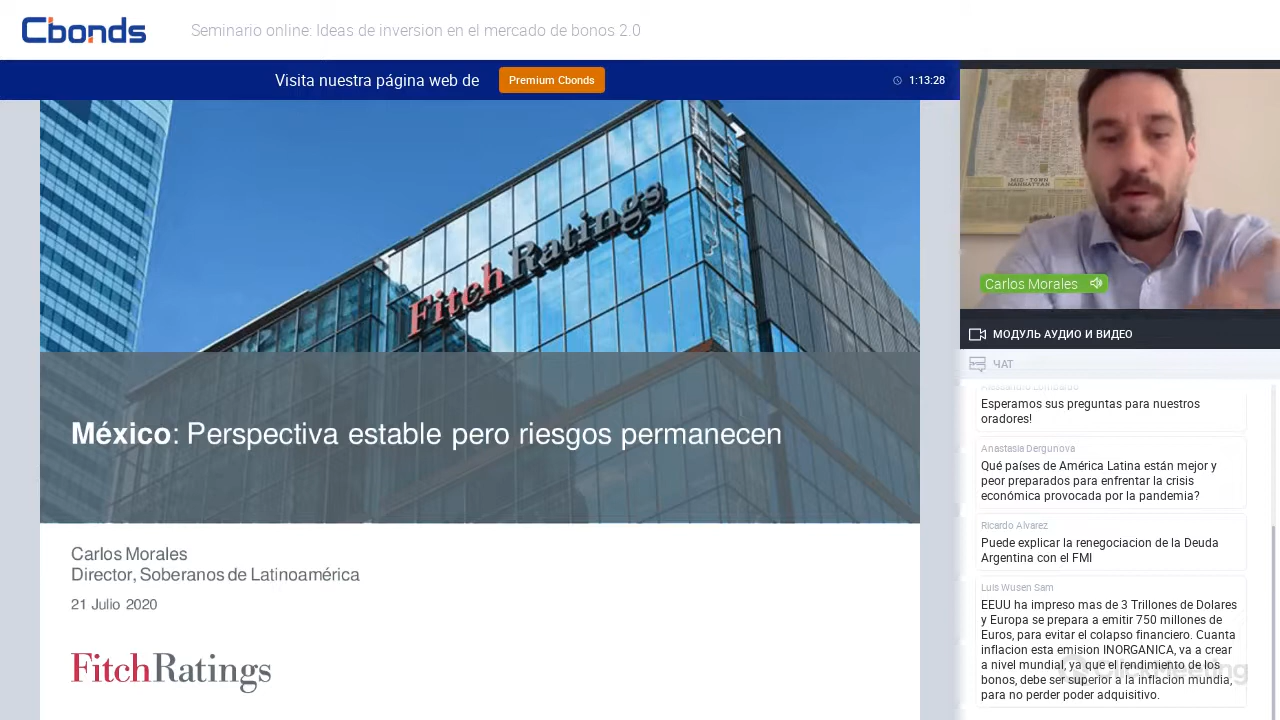 Cbonds
Seminario online: Ideas de inversion en el mercado de bonos 2.0
Visita nuestra página web de
Premium Cbonds
1:13:28
FitchRatings
México: Perspectiva estable pero riesgos permanecen
Carlos Morales
Director, Soberanos de Latinoamérica
21 Julio 2020
FitchRatings
MID - TOWN
MANHATTAN
Carlos Morales
МОДУЛЬ АУДИО И ВИДЕО
ЧАТ
Alessandro Lombardo
Esperamos sus preguntas para nuestros
oradores!
Anastasia Dergunova
Qué países de América Latina están mejor y
peor preparados para enfrentar la crisis
económica provocada por la pandemia?
Ricardo Alvarez
Puede explicar la renegociacion de la Deuda
Argentina con el FMI
Luis Wusen Sam
EEUU ha impreso mas de 3 Trillones de Dolares
y Europa se prepara a emitir 750 millones de
Euros, para evitar el colapso financiero. Cuanta
inflacion esta emision INORGANICA, va a crear
a nivel mundial, ya que el rendimiento de los
bonos, debe ser superior a la inflacion mundia,
para no perder poder adquisitivo.